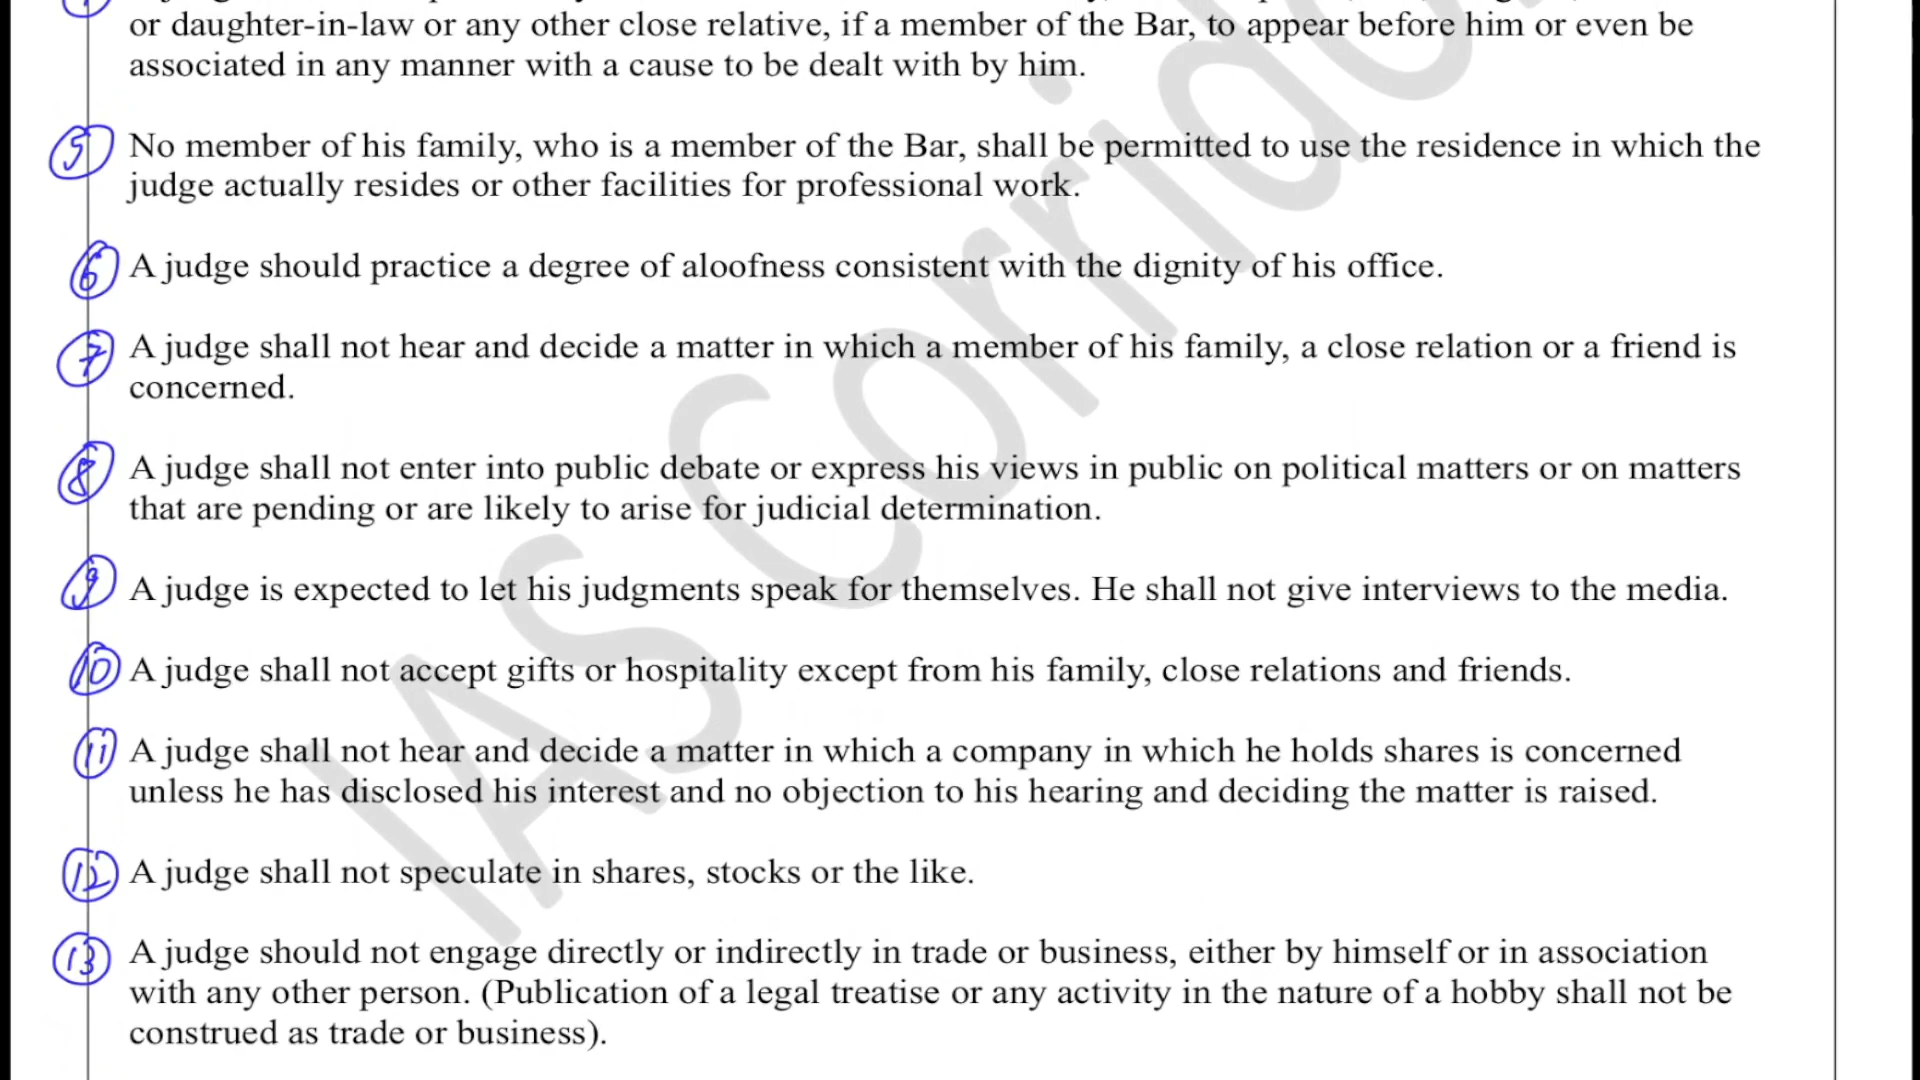 or daughter-in-law or any other close relative, if a member of the Bar, to appear before him or even be
associated in any manner with a cause to be dealt with by him.
5 No member of his family, who is a member of the Bar, shall be permitted to use the residence in which the
judge actually resides or other facilities for professional work.
6 A judge should practice a degree of aloofness consistent with the dignity of his office.
7 A judge shall not hear and decide a matter in which a member of his family, a close relation or a friend is
concerned.
8 A judge shall not enter into public debate or express his views in public on political matters or on matters
that are pending or are likely to arise for judicial determination.
9 A judge is expected to let his judgments speak for themselves. He shall not give interviews to the media.
10 A judge shall not accept gifts or hospitality except from his family, close relations and friends.
11 A judge shall not hear and decide a matter in which a company in which he holds shares is concerned
unless he has disclosed his interest and no objection to his hearing and deciding the matter is raised.
12 A judge shall not speculate in shares, stocks or the like.
13 A judge should not engage directly or indirectly in trade or business, either by himself or in association
with any other person. (Publication of a legal treatise or any activity in the nature of a hobby shall not be
construed as trade or business).
IAS Corrido